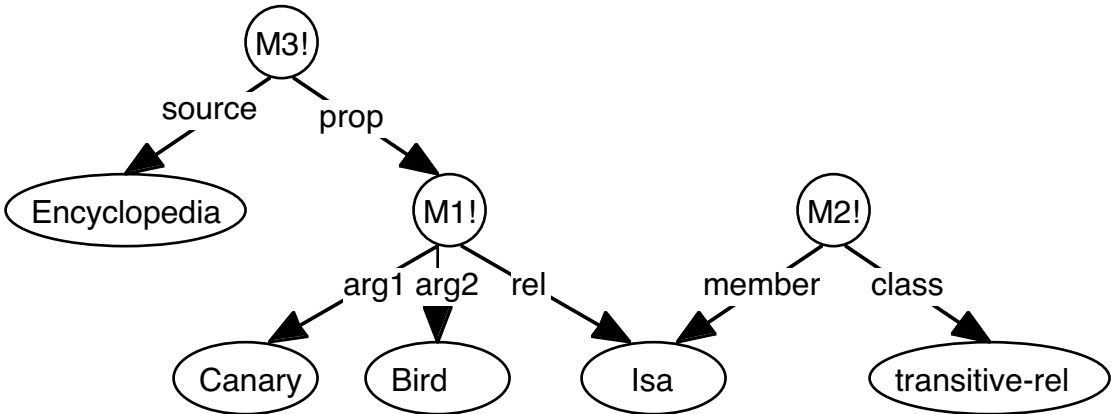 M3!
source
prop
Encyclopedia
M1!
M2!
arg1 arg2 rel
member
class
Canary
Bird
Isa
transitive-rel